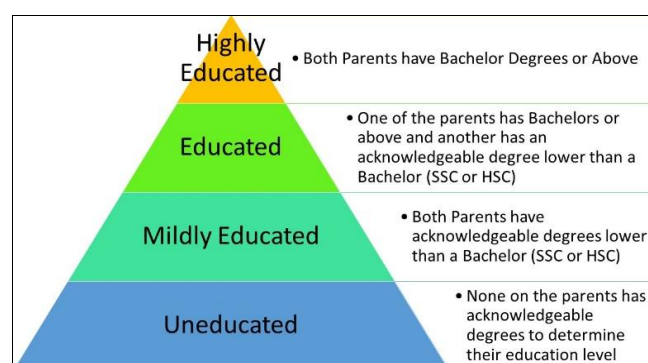 Highly
Educated
• Both Parents have Bachelor Degrees or Above
Educated
• One of the parents has Bachelors or
above and another has an
acknowledgeable degree lower than a
Bachelor (SSC or HSC)
Mildly Educated
• Both Parents have
acknowledgeable degrees lower
than a Bachelor (SSC or HSC)
Uneducated
• None on the parents has
acknowledgeable
degrees to determine
their education level